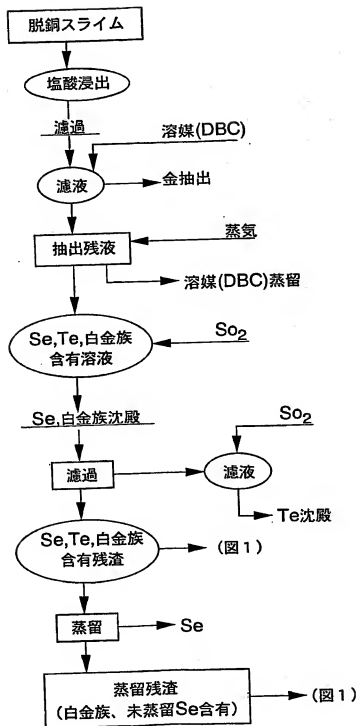 脱銅スライム
塩酸浸出
濾過
溶媒(DBC)
濾液
金抽出
蒸気
抽出残液
溶媒(DBC)蒸留
Se,Te,白金族
含有溶液
So₂
Se,白金族沈殿
So₂
濾過
濾液
Te沈殿
Se,Te,白金族
含有残渣
(図1)
蒸留
Se
蒸留残渣
(白金族、未蒸留Se含有)
(図1)